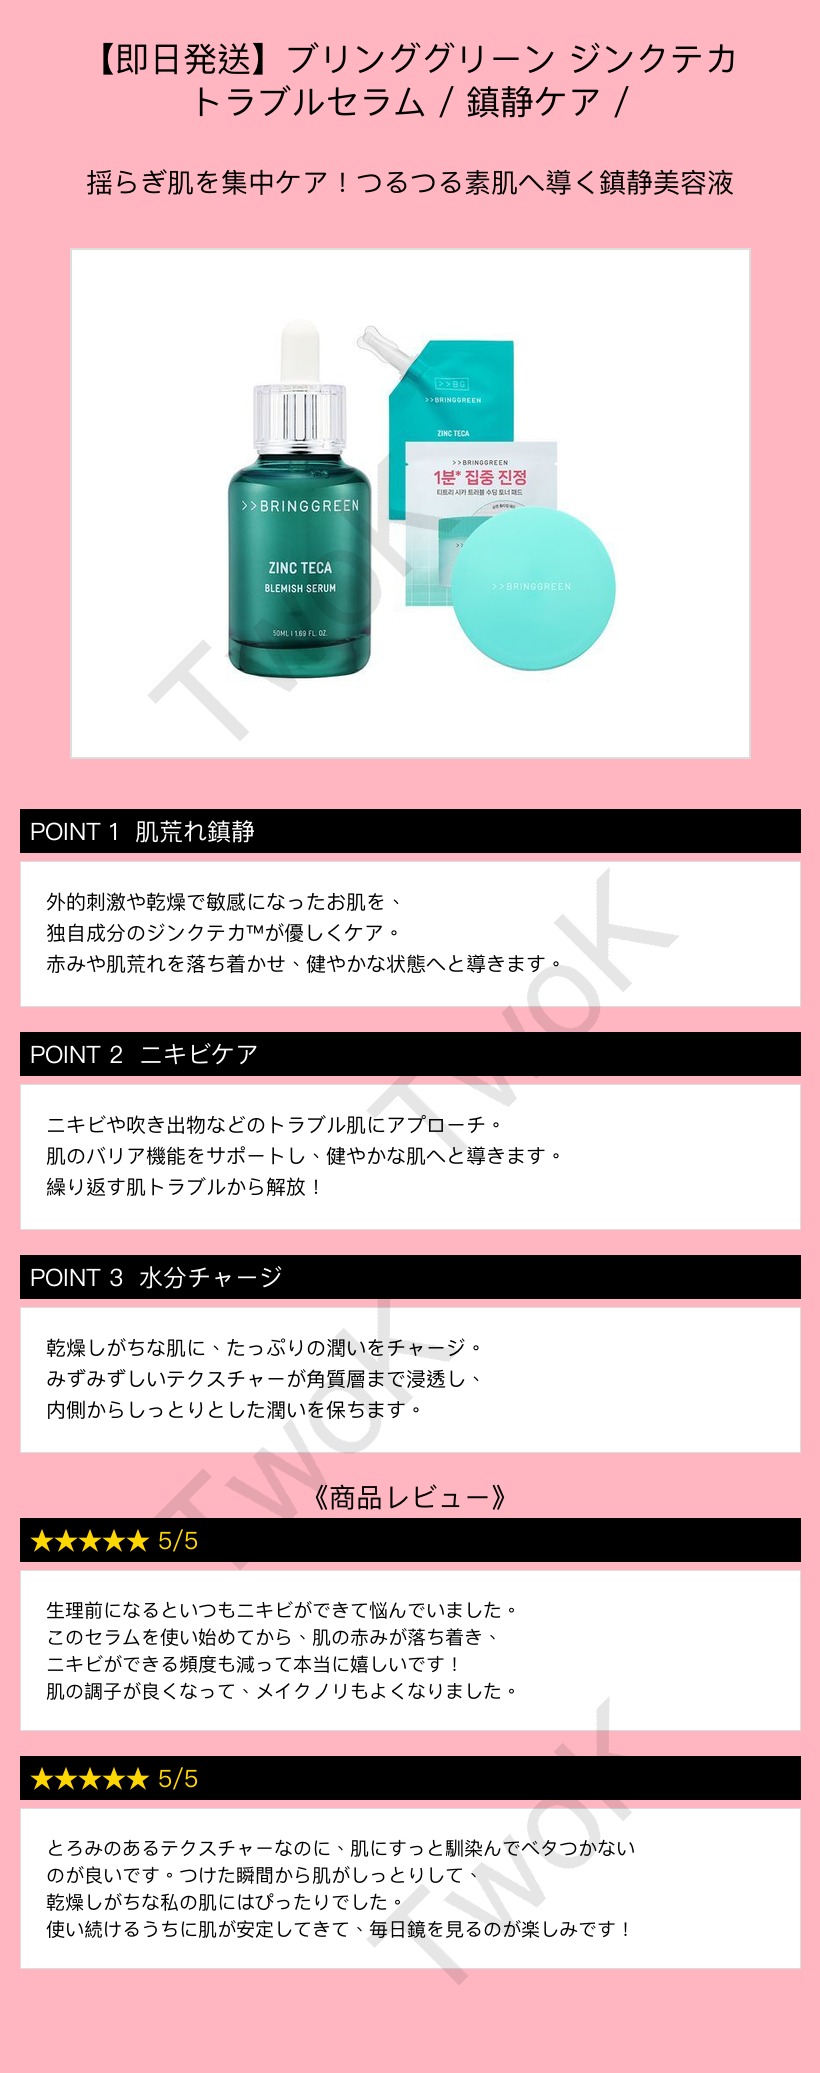 【即日発送】ブリンググリーン ジンクテカ
トラブルセラム / 鎮静ケア /
揺らぎ肌を集中ケア！つるつる素肌へ導く鎮静美容液
>>BG
>>BRINGGREEN
ZINC TECA
>>BRINGGREEN
1분* 집중 진정
티트리 시카 트러블 수딩 토너 패드
>>BRINGGREEN
ZINC TECA
BLEMISH SERUM
50ML | 1.69 FL. OZ.
>>BRINGGREEN
TwoK
POINT 1 肌荒れ鎮静
外的刺激や乾燥で敏感になったお肌を、
独自成分のジンクテカ™が優しくケア。
赤みや肌荒れを落ち着かせ、健やかな状態へと導きます。
TwoK
POINT 2 ニキビケア
ニキビや吹き出物などのトラブル肌にアプローチ。
肌のバリア機能をサポートし、健やかな肌へと導きます。
繰り返す肌トラブルから解放！
POINT 3 水分チャージ
乾燥しがちな肌に、たっぷりの潤いをチャージ。
みずみずしいテクスチャーが角質層まで浸透し、
内側からしっとりとした潤いを保ちます。
TwoK
《商品レビュー》
★★★★★ 5/5
生理前になるといつもニキビができて悩んでいました。
このセラムを使い始めてから、肌の赤みが落ち着き、
ニキビができる頻度も減って本当に嬉しいです！
肌の調子が良くなって、メイクノリもよくなりました。
★★★★★ 5/5
とろみのあるテクスチャーなのに、肌にすっと馴染んでベタつかない
のが良いです。つけた瞬間から肌がしっとりして、
乾燥しがちな私の肌にはぴったりでした。
使い続けるうちに肌が安定してきて、毎日鏡を見るのが楽しみです！
TwoK